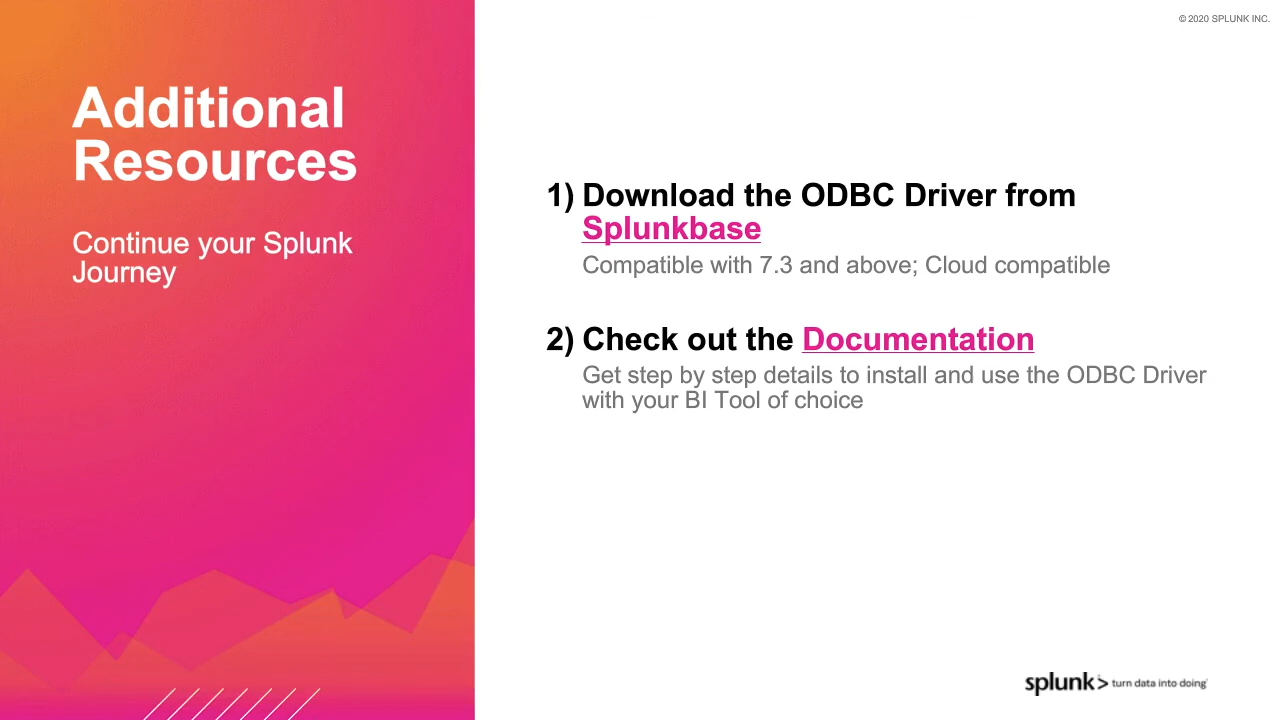 © 2020 SPLUNK INC.
Additional
Resources
Continue your Splunk
Journey
1) Download the ODBC Driver from
Splunkbase
Compatible with 7.3 and above; Cloud compatible
2) Check out the Documentation
Get step by step details to install and use the ODBC Driver
with your BI Tool of choice
splunk> turn data into doing